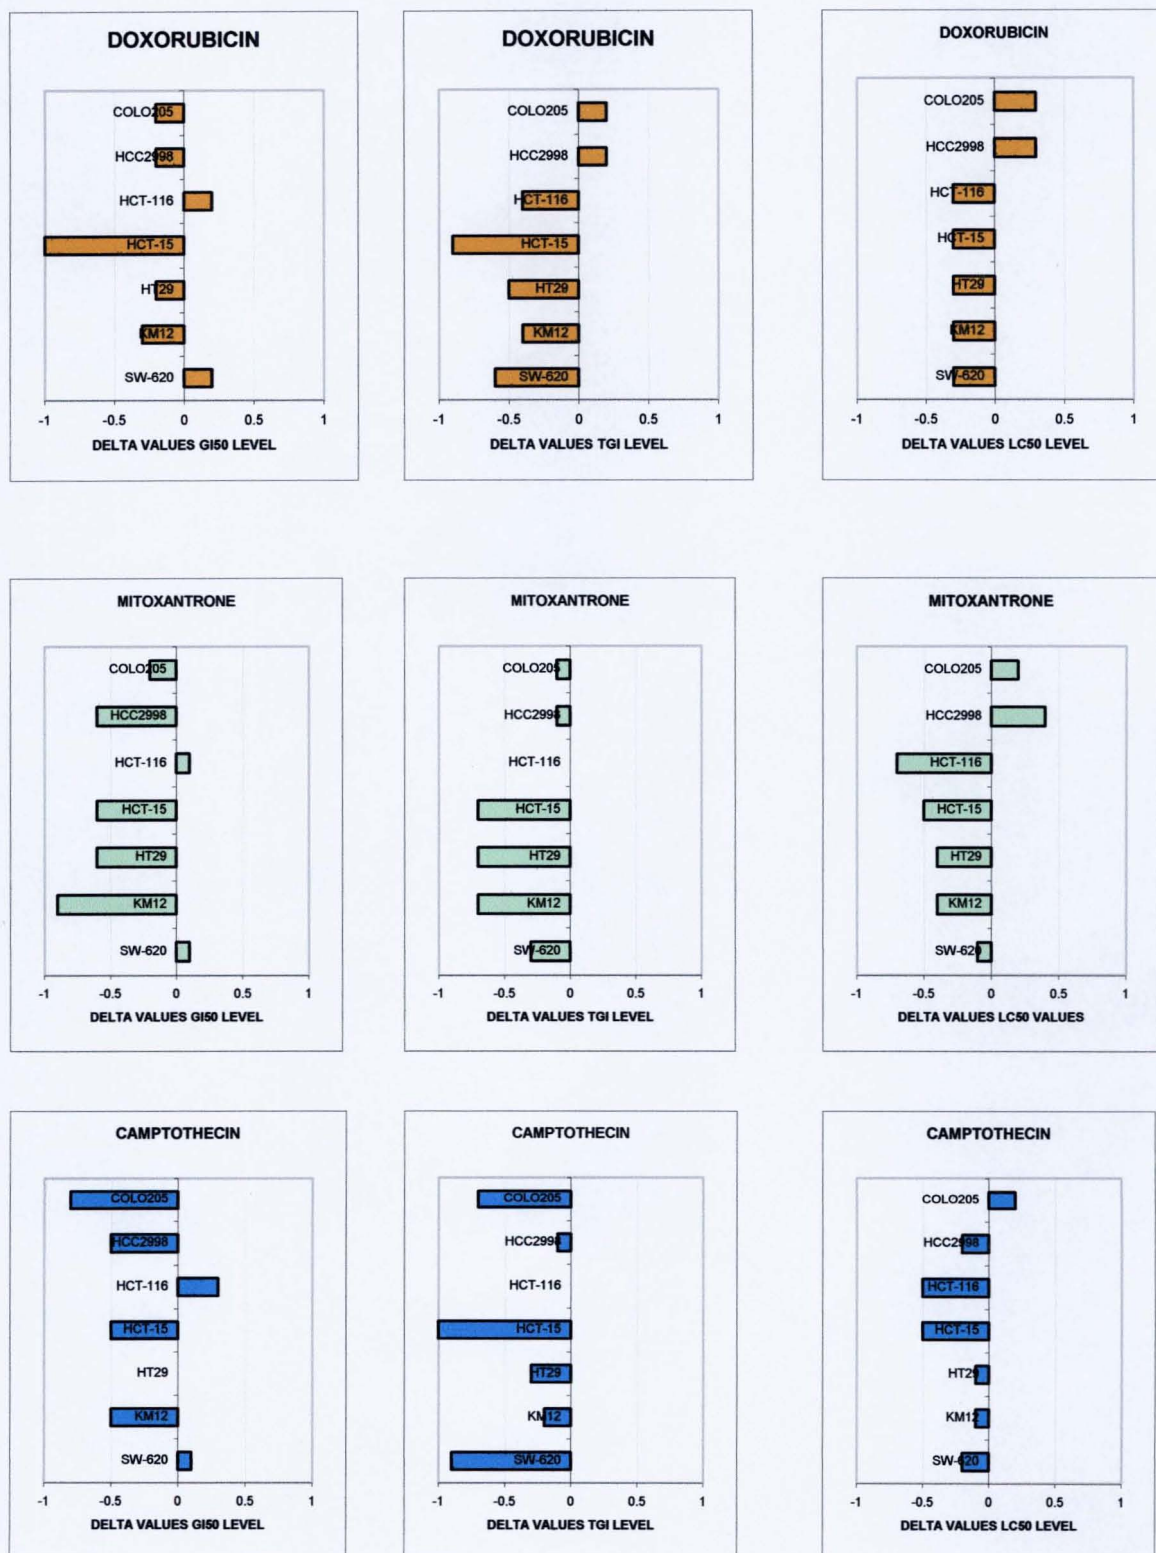 DOXORUBICIN
COLO205
HCC2998
HCT-116
HCT-15
HT29
KM12
SW-620
-1 -0.5 0 0.5 1
DELTA VALUES GI50 LEVEL
DOXORUBICIN
COLO205
HCC2998
HCT-116
HCT-15
HT29
KM12
SW-620
-1 -0.5 0 0.5 1
DELTA VALUES TGI LEVEL
DOXORUBICIN
COLO205
HCC2998
HCT-116
HCT-15
HT29
KM12
SW-620
-1 -0.5 0 0.5 1
DELTA VALUES LC50 LEVEL
MITOXANTRONE
COLO205
HCC2998
HCT-116
HCT-15
HT29
KM12
SW-620
-1 -0.5 0 0.5 1
DELTA VALUES GI50 LEVEL
MITOXANTRONE
COLO205
HCC2998
HCT-116
HCT-15
HT29
KM12
SW-620
-1 -0.5 0 0.5 1
DELTA VALUES TGI LEVEL
MITOXANTRONE
COLO205
HCC2998
HCT-116
HCT-15
HT29
KM12
SW-620
-1 -0.5 0 0.5 1
DELTA VALUES LC50 VALUES
CAMPTOTHECIN
COLO205
HCC2998
HCT-116
HCT-15
HT29
KM12
SW-620
-1 -0.5 0 0.5 1
DELTA VALUES GI50 LEVEL
CAMPTOTHECIN
COLO205
HCC2998
HCT-116
HCT-15
HT29
KM12
SW-620
-1 -0.5 0 0.5 1
DELTA VALUES TGI LEVEL
CAMPTOTHECIN
COLO205
HCC2998
HCT-116
HCT-15
HT29
KM12
SW-620
-1 -0.5 0 0.5 1
DELTA VALUES LC50 LEVEL